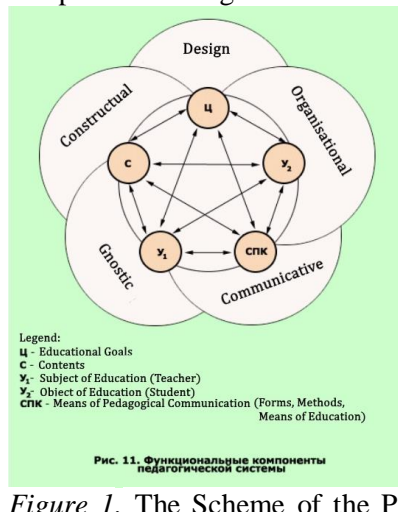 Design
Constructual
Organisational
Ц
С
У₂
У₁
СПК
Gnostic
Communicative
Legend:
Ц - Educational Goals
С - Contents
У₁- Subject of Education (Teacher)
У₂- Object of Education (Student)
СПК - Means of Pedagogical Communication (Forms, Methods,
Means of Education)
Рис. 11. Функциональные компоненты
педагогической системы
Figure 1. The Scheme of the P